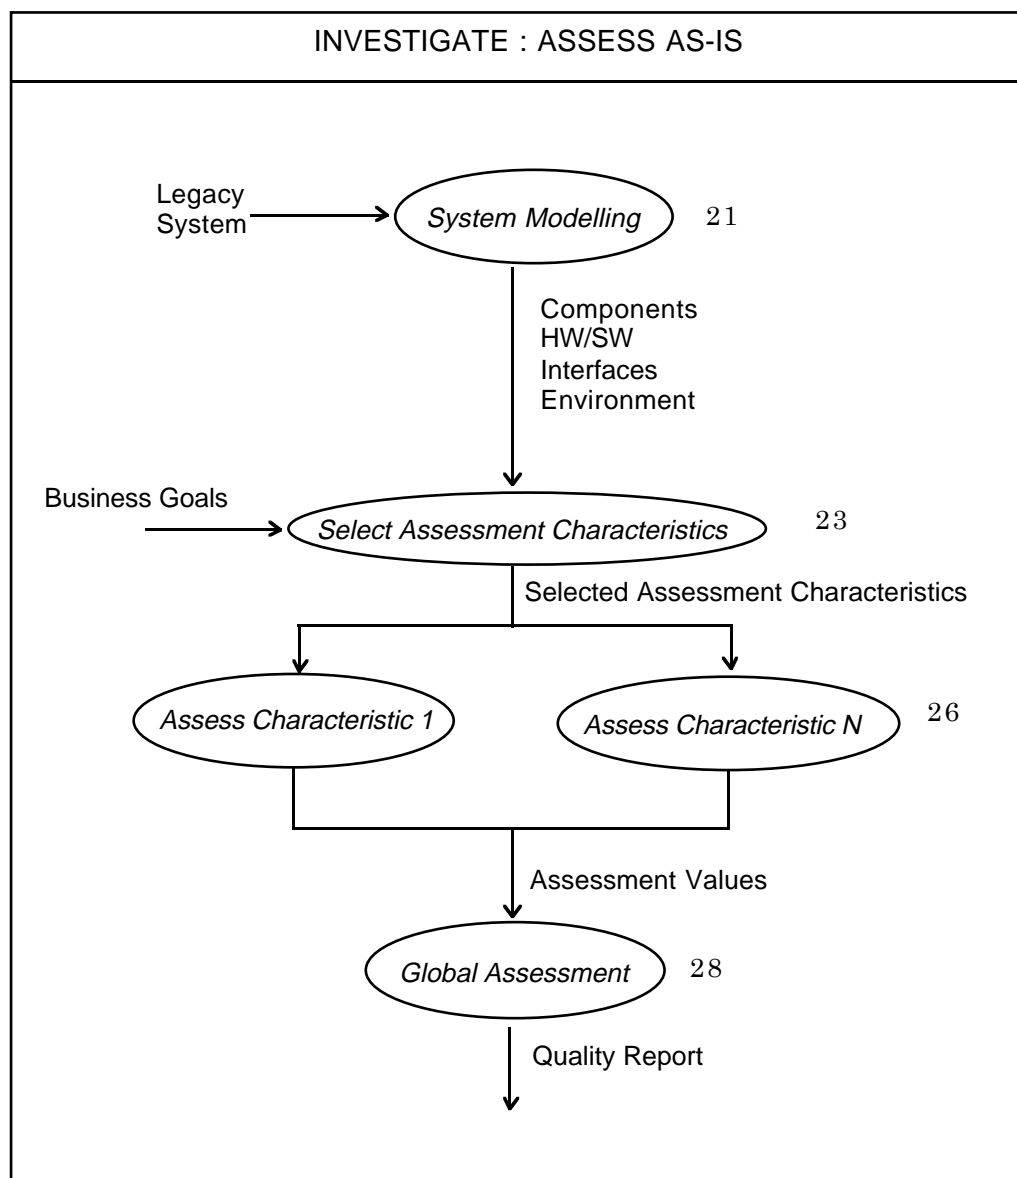 INVESTIGATE : ASSESS AS-IS
Legacy
System
System Modelling
21
Components
HW/SW
Interfaces
Environment
Business Goals
Select Assessment Characteristics
23
Selected Assessment Characteristics
Assess Characteristic 1
Assess Characteristic N
26
Assessment Values
Global Assessment
28
Quality Report